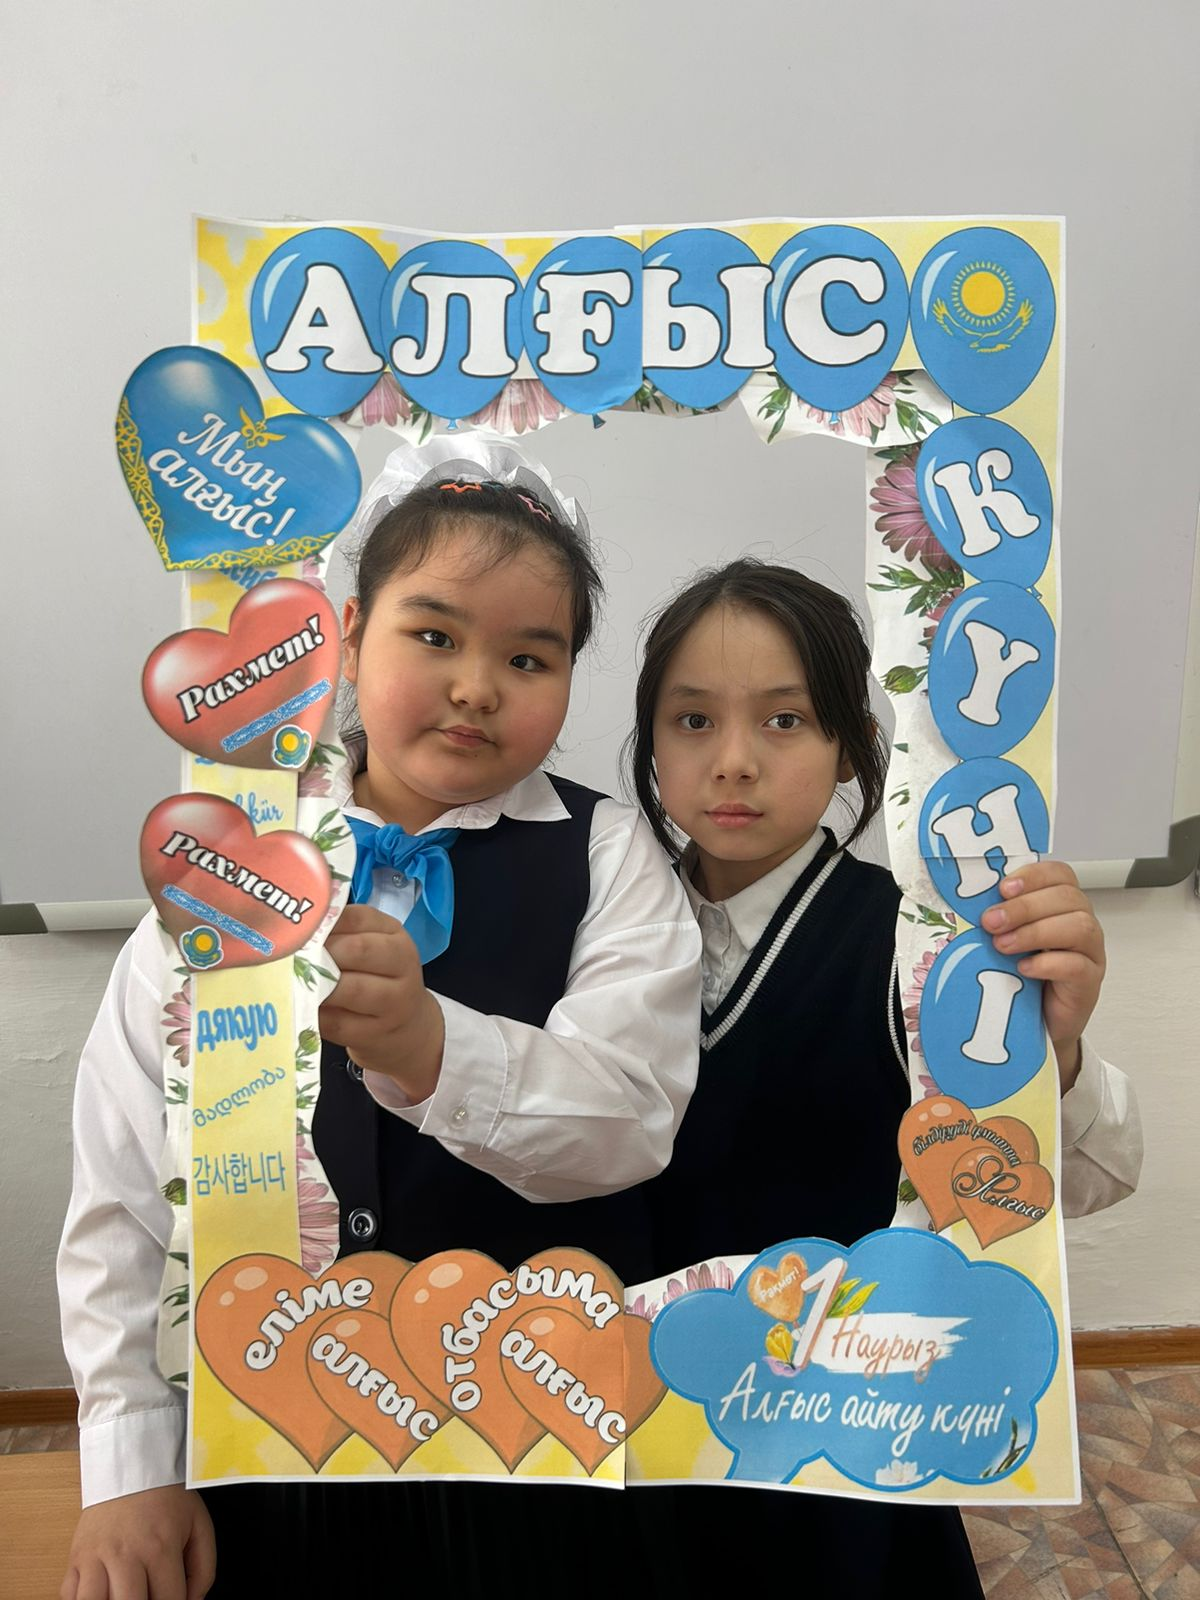 АЛҒЫС
КҮНІ
Мың
алғыс!
Рахмет!
Рахмет!
дякую
მადლობა
감사합니다
еліме
алғыс
отбасыма
алғыс
Алғыс
Рақмет!
1 Наурыз
Алғыс айту күні